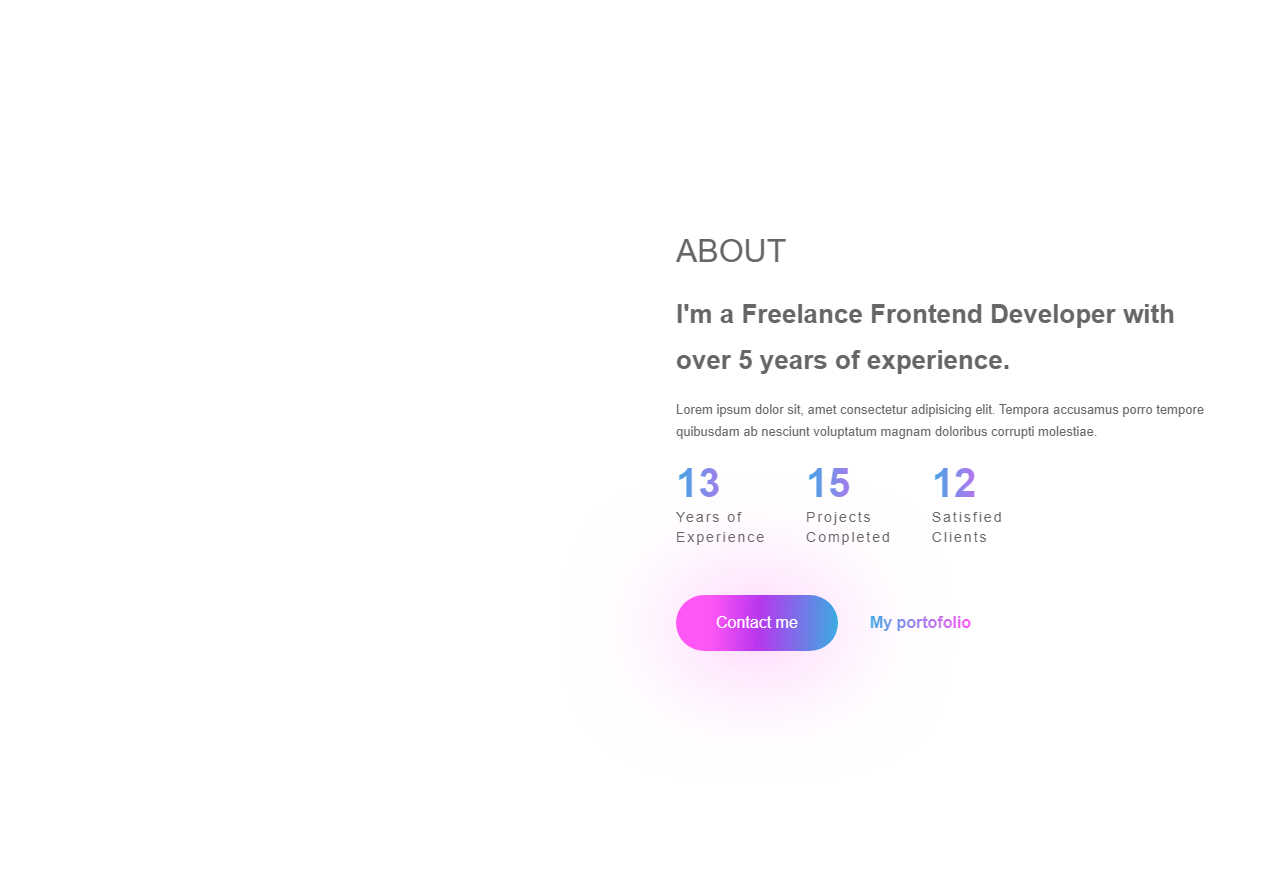 ABOUT
I'm a Freelance Frontend Developer with
over 5 years of experience.
Lorem ipsum dolor sit, amet consectetur adipisicing elit. Tempora accusamus porro tempore
quibusdam ab nesciunt voluptatum magnam doloribus corrupti molestiae.
13
Years of
Experience
15
Projects
Completed
12
Satisfied
Clients
Contact me
My portofolio